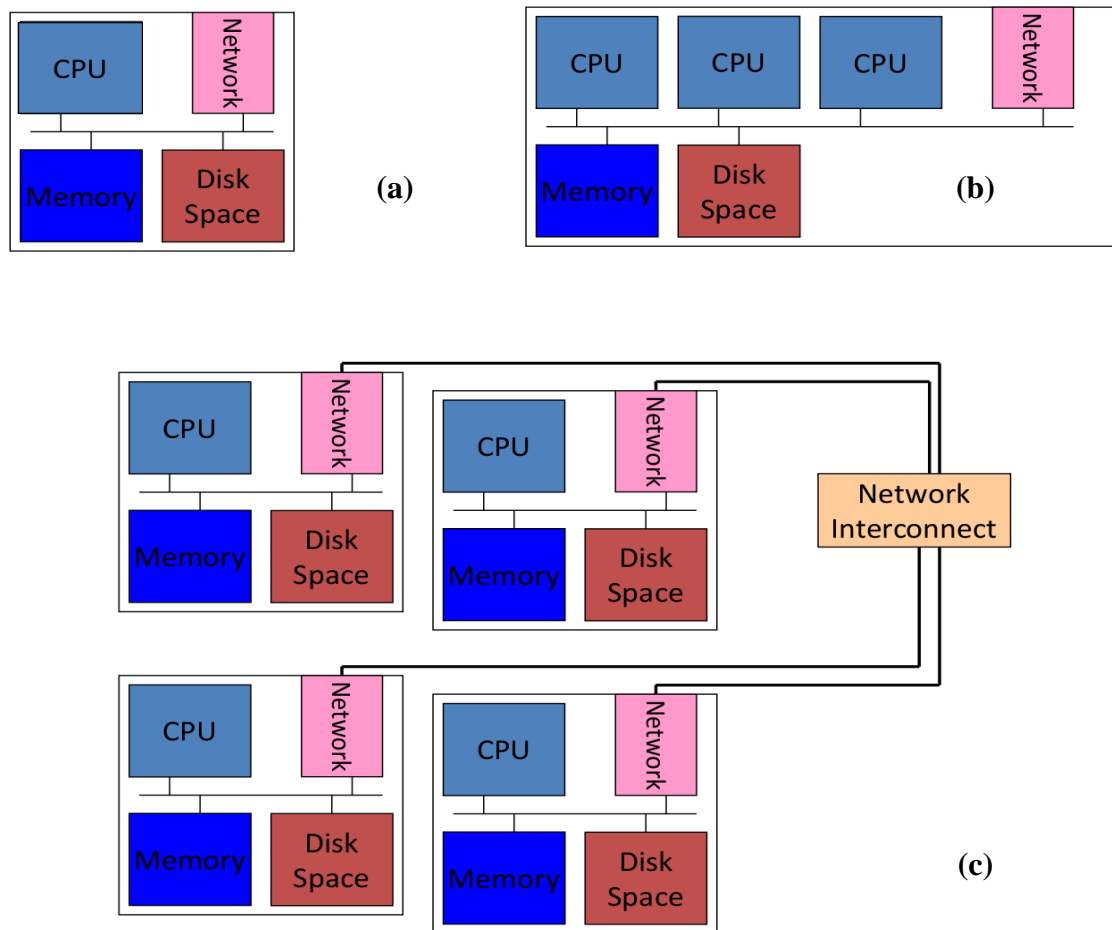 CPU
Network
Memory
Disk
Space
(a)
CPU
CPU
CPU
Network
Memory
Disk
Space
(b)
CPU
Network
Memory
Disk
Space
CPU
Network
Memory
Disk
Space
Network
Interconnect
CPU
Network
Memory
Disk
Space
CPU
Network
Memory
Disk
Space
(c)